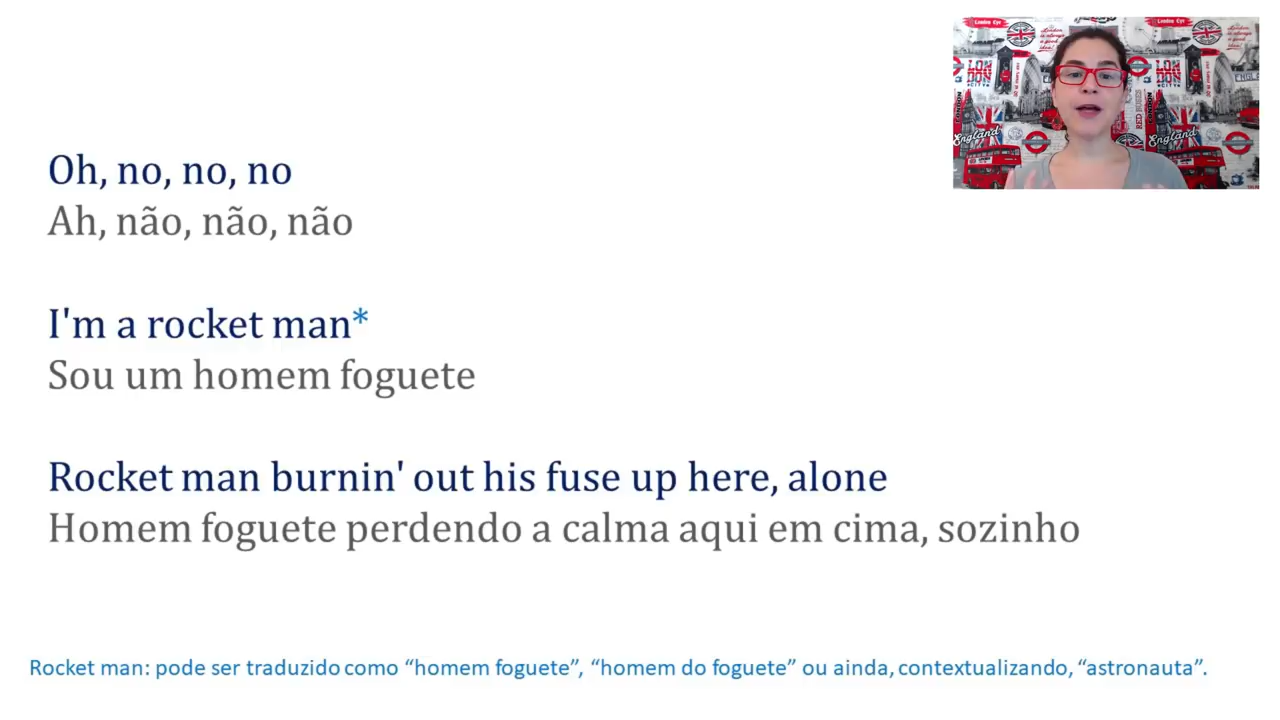 Oh, no, no, no
Ah, não, não, não
I'm a rocket man*
Sou um homem foguete
Rocket man burnin' out his fuse up here, alone
Homem foguete perdendo a calma aqui em cima, sozinho
Rocket man: pode ser traduzido como “homem foguete”, “homem do foguete” ou ainda, contextualizando, “astronauta”.